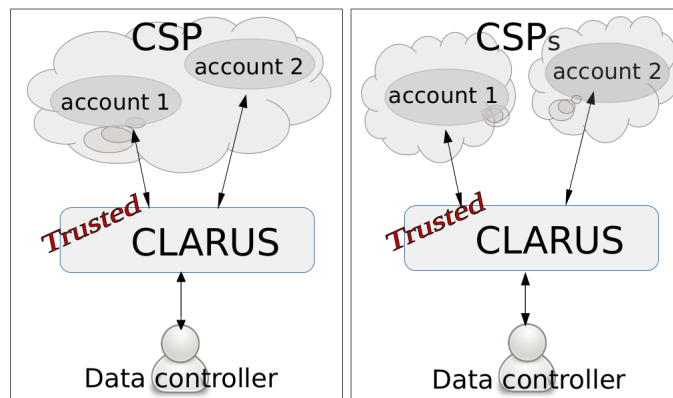 CSP
account 2
account 1
Trusted
CLARUS
Data controller
CSPs
account 2
account 1
Trusted
CLARUS
Data controller